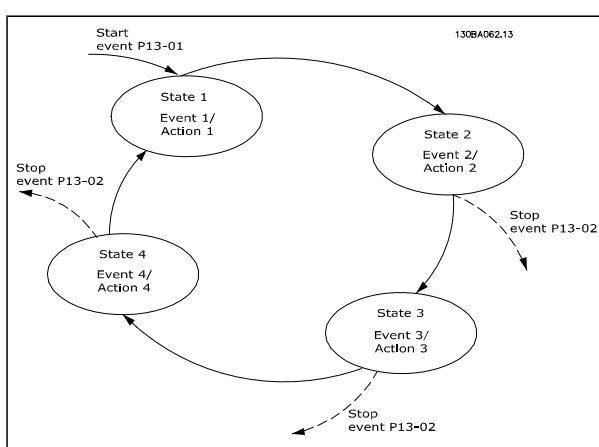 Start
event P13-01
130BA062.13
State 1
Event 1/
Action 1
State 2
Event 2/
Action 2
Stop
event P13-02
Stop
event P13-02
State 4
Event 4/
Action 4
State 3
Event 3/
Action 3
Stop
event P13-02